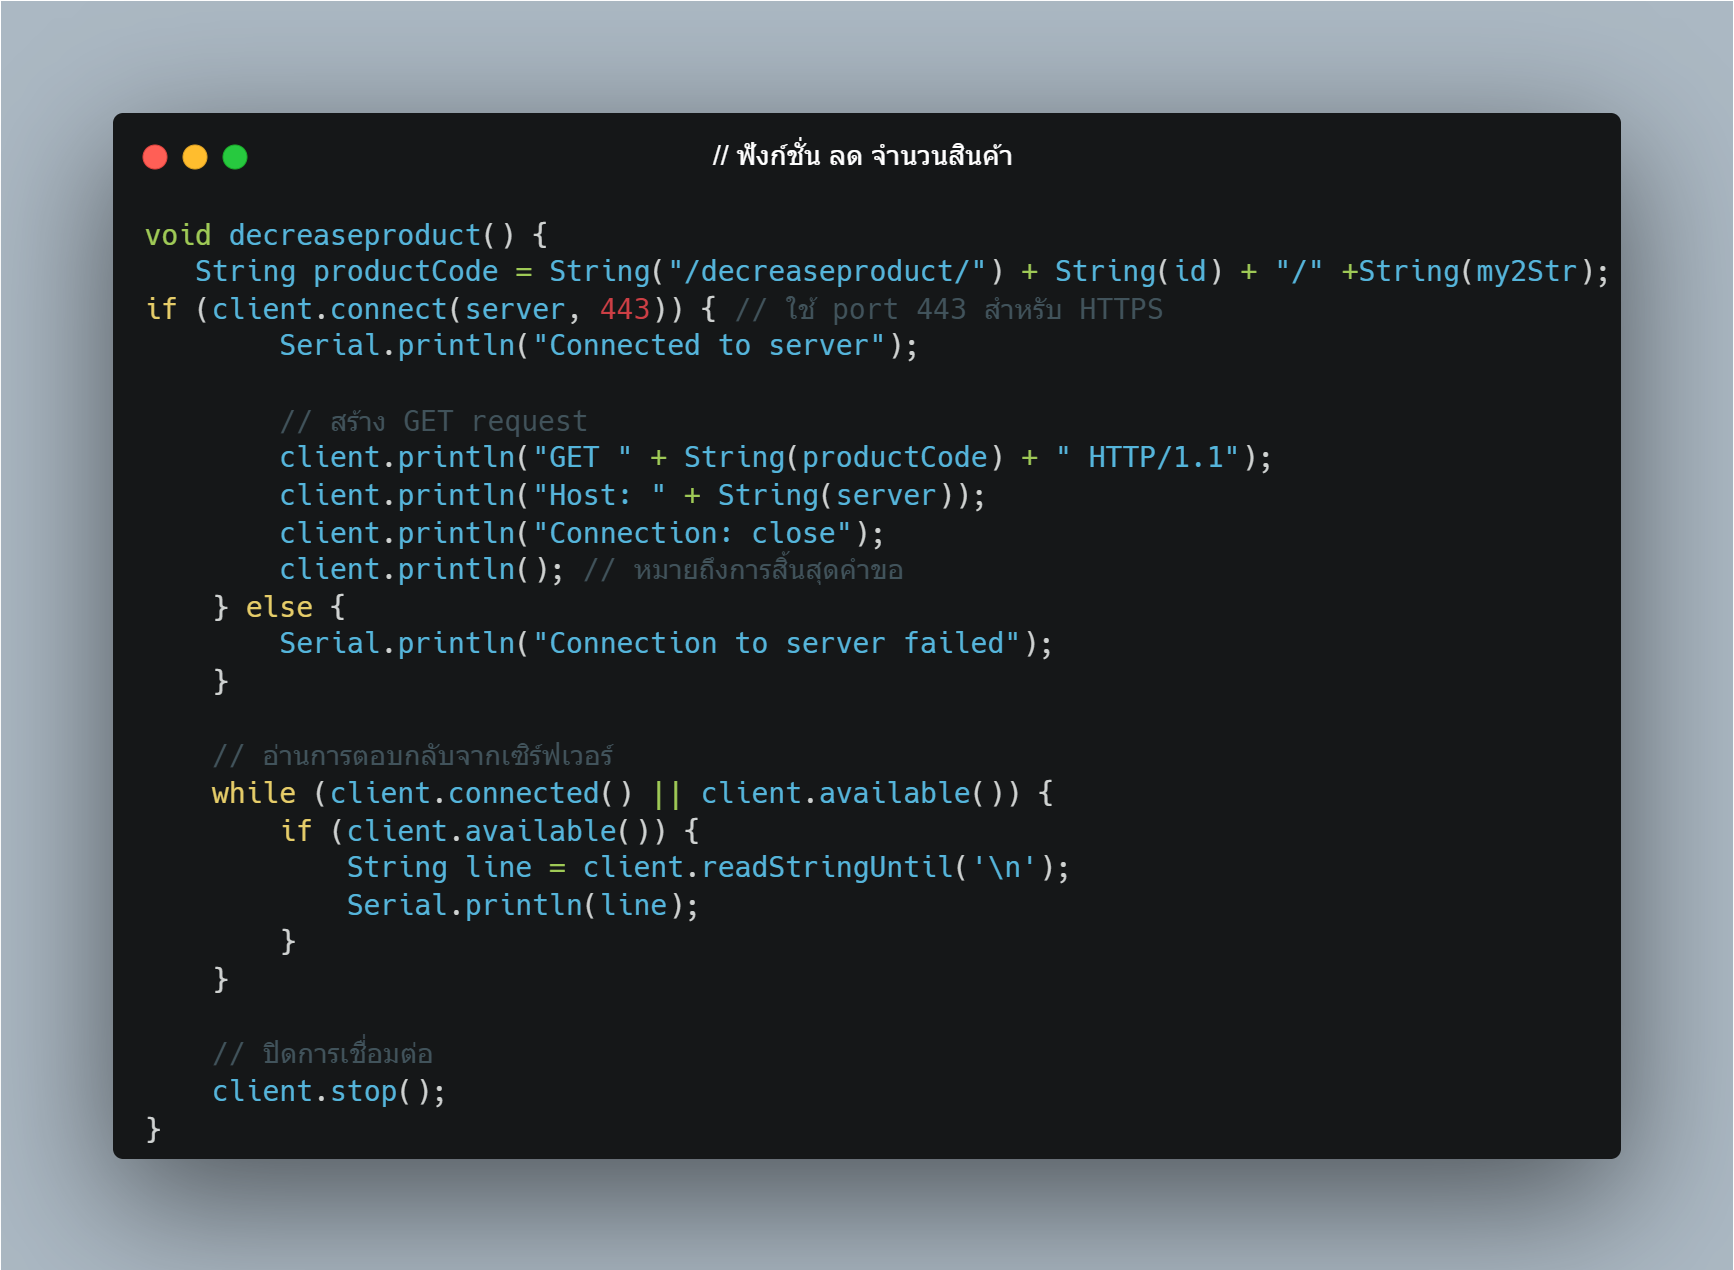 // ฟังก์ชั่น ลด จำนวนสินค้า
void decreaseproduct() {
   String productCode = String("/decreaseproduct/") + String(id) + "/" +String(my2Str);
if (client.connect(server, 443)) { // ใช้ port 443 สำหรับ HTTPS
        Serial.println("Connected to server");
        // สร้าง GET request
        client.println("GET " + String(productCode) + " HTTP/1.1");
        client.println("Host: " + String(server));
        client.println("Connection: close");
        client.println(); // หมายถึงการสิ้นสุดคำขอ
    } else {
        Serial.println("Connection to server failed");
    }
    // อ่านการตอบกลับจากเซิร์ฟเวอร์
    while (client.connected() || client.available()) {
        if (client.available()) {
            String line = client.readStringUntil('\n');
            Serial.println(line);
        }
    }
    // ปิดการเชื่อมต่อ
    client.stop();
}